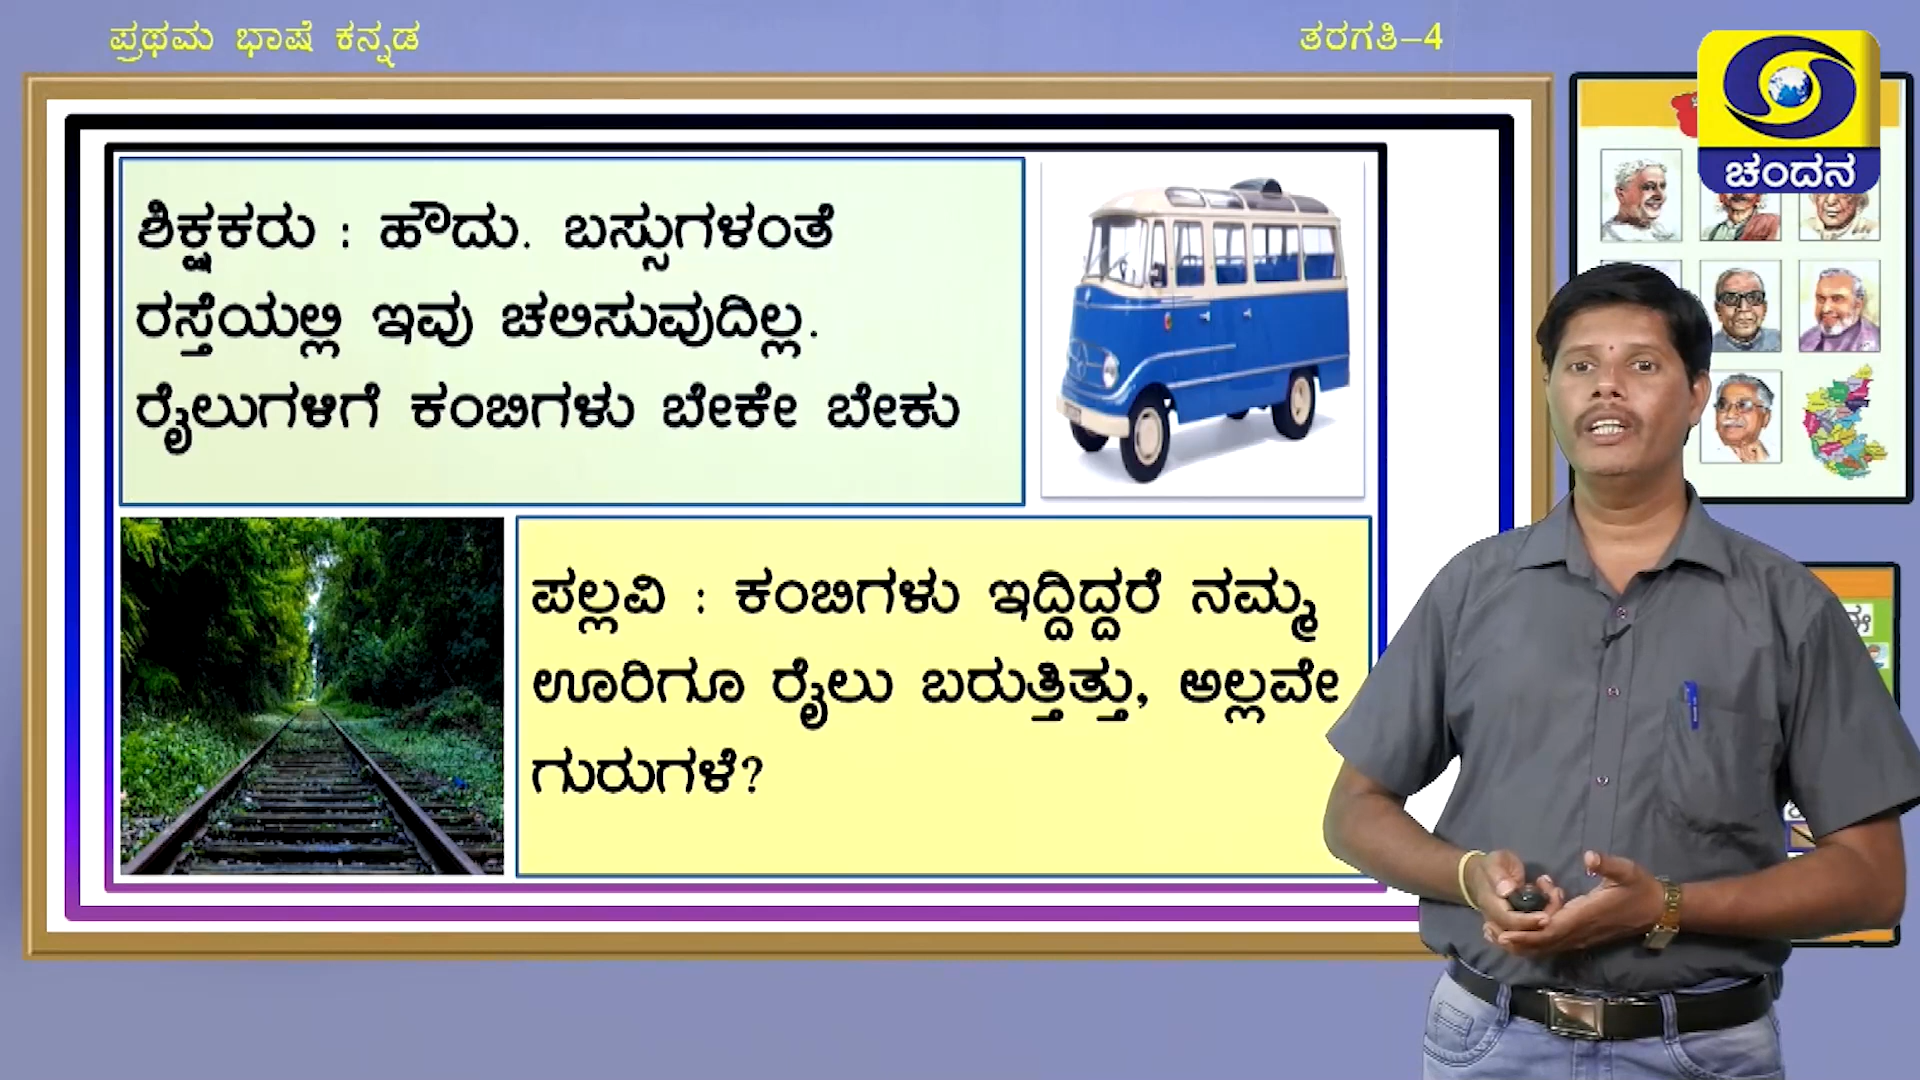 ಪ್ರಥಮ ಭಾಷೆ ಕನ್ನಡ
ತರಗತಿ–4
ಚಂದನ
ಶಿಕ್ಷಕರು : ಹೌದು. ಬಸ್ಸುಗಳಂತೆ
ರಸ್ತೆಯಲ್ಲಿ ಇವು ಚಲಿಸುವುದಿಲ್ಲ.
ರೈಲುಗಳಿಗೆ ಕಂಬಿಗಳು ಬೇಕೇ ಬೇಕು
ಪಲ್ಲವಿ : ಕಂಬಿಗಳು ಇದ್ದಿದ್ದರೆ ನಮ್ಮ
ಊರಿಗೂ ರೈಲು ಬರುತ್ತಿತ್ತು, ಅಲ್ಲವೇ
ಗುರುಗಳೆ?